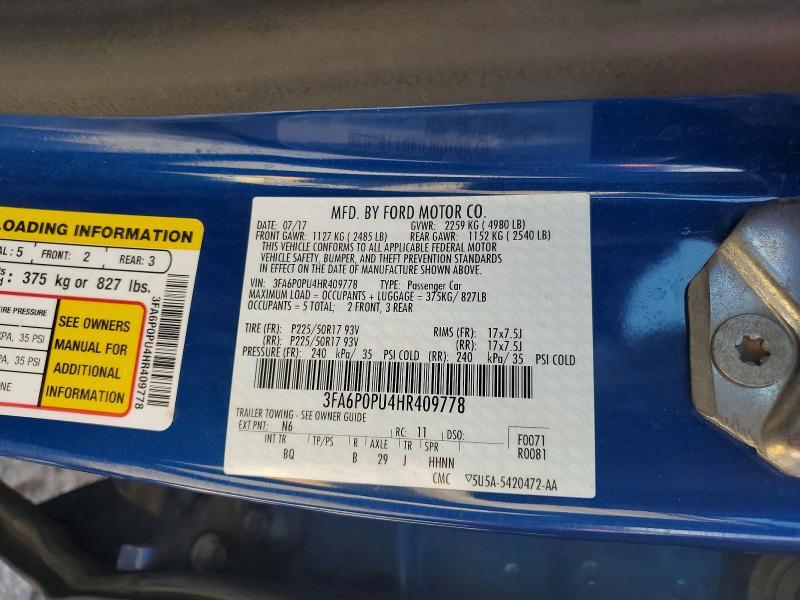 LOADING INFORMATION
AL: 5 FRONT: 2 REAR: 3
375 kg or 827 lbs.
IRE PRESSURE
KPA, 35 PSI
KPA, 35 PSI
NONE
SEE OWNERS
MANUAL FOR
ADDITIONAL
INFORMATION
3FA6P0PU4HR409778
MFD. BY FORD MOTOR CO.
DATE: 07/17 GVWR: 2259 KG ( 4980 LB)
FRONT GAWR: 1127 KG ( 2485 LB) REAR GAWR: 1152 KG ( 2540 LB)
THIS VEHICLE CONFORMS TO ALL APPLICABLE FEDERAL MOTOR
VEHICLE SAFETY, BUMPER, AND THEFT PREVENTION STANDARDS
IN EFFECT ON THE DATE OF MANUFACTURE SHOWN ABOVE.
VIN: 3FA6P0PU4HR409778 TYPE: Passenger Car
MAXIMUM LOAD = OCCUPANTS + LUGGAGE = 375KG/ 827LB
OCCUPANTS = 5 TOTAL: 2 FRONT, 3 REAR
TIRE (FR): P225/50R17 93V RIMS (FR): 17x7.5J
(RR): P225/50R17 93V (RR): 17x7.5J
PRESSURE (FR): 240 kPa/ 35 PSI COLD (RR): 240 kPa/ 35 PSI COLD
3FA6P0PU4HR409778
TRAILER TOWING - SEE OWNER GUIDE
EXT PNT: N6 RC: 11 DSO: F0071
INT TR TP/PS R AXLE TR SPR R0081
BQ B 29 J HHNN
CMC ▽5U5A-5420472-AA